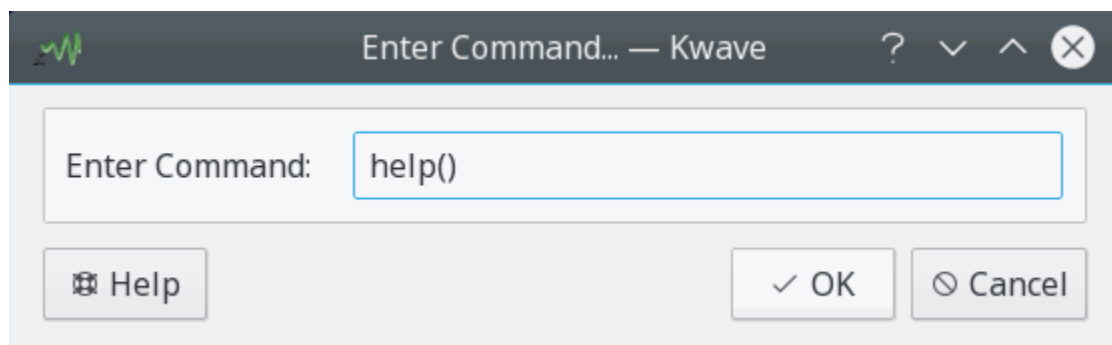 Enter Command... — Kwave
Enter Command: help()
Help OK Cancel